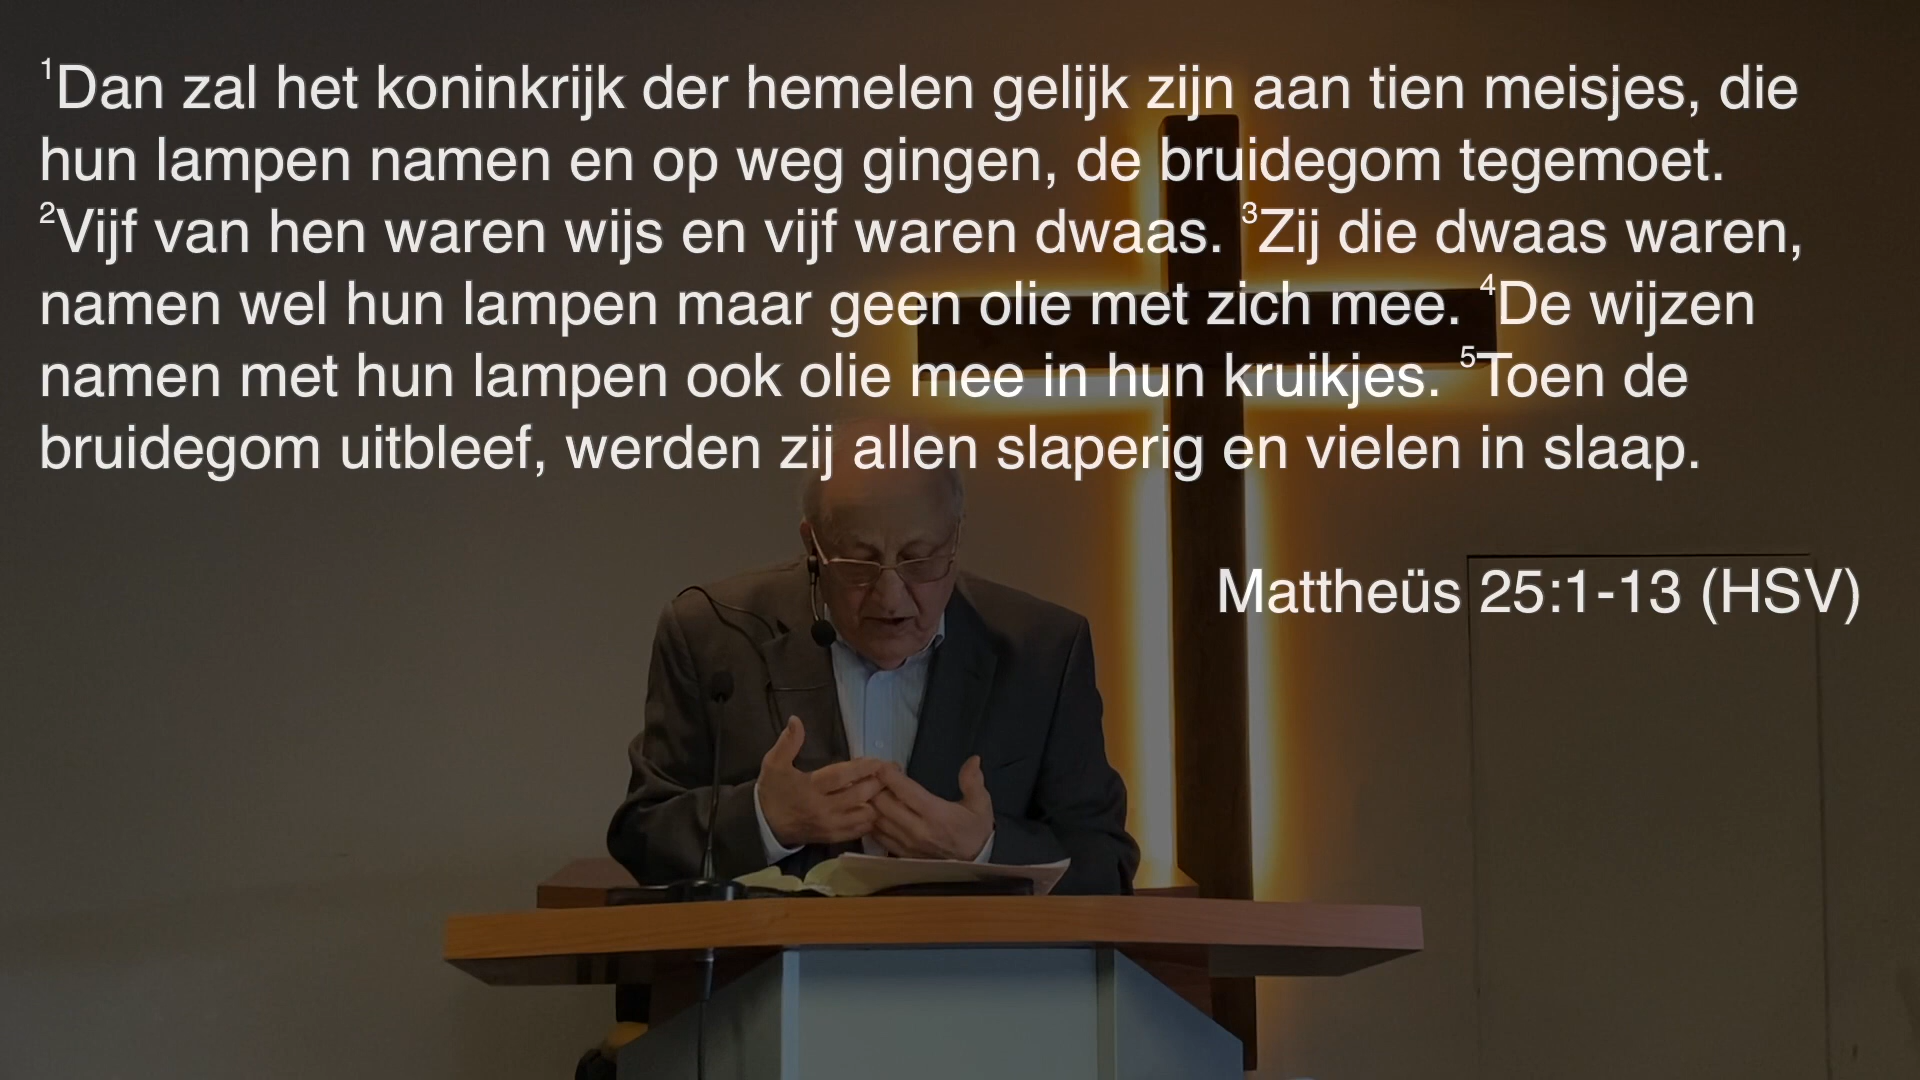 ¹Dan zal het koninkrijk der hemelen gelijk zijn aan tien meisjes, die
hun lampen namen en op weg gingen, de bruidegom tegemoet.
²Vijf van hen waren wijs en vijf waren dwaas. ³Zij die dwaas waren,
namen wel hun lampen maar geen olie met zich mee. ⁴De wijzen
namen met hun lampen ook olie mee in hun kruikjes. ⁵Toen de
bruidegom uitbleef, werden zij allen slaperig en vielen in slaap.
Mattheüs 25:1-13 (HSV)